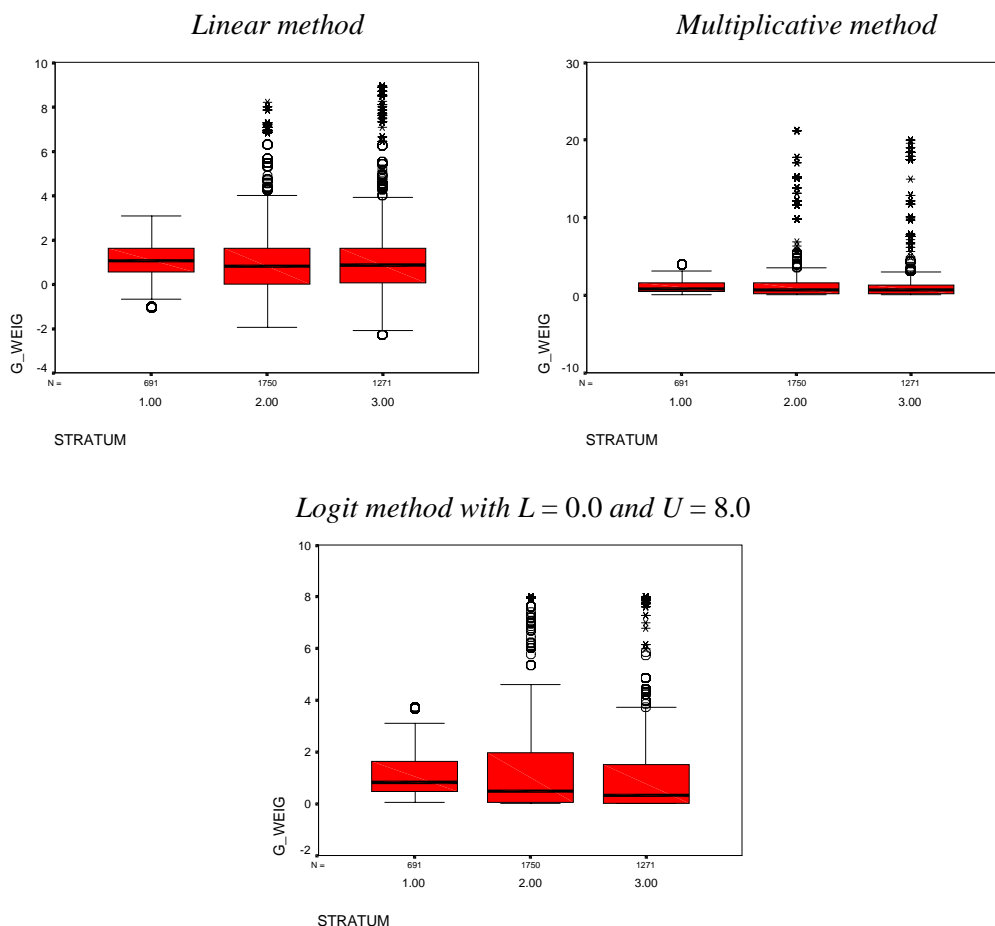 Linear method
10
8
6
4
2
0
-2
-4
G_WEIG
N = 691 1750 1271
1.00 2.00 3.00
STRATUM
Multiplicative method
30
20
10
0
-10
G_WEIG
N = 691 1750 1271
1.00 2.00 3.00
STRATUM
Logit method with L = 0.0 and U = 8.0
10
8
6
4
2
0
-2
G_WEIG
N = 691 1750 1271
1.00 2.00 3.00
STRATUM